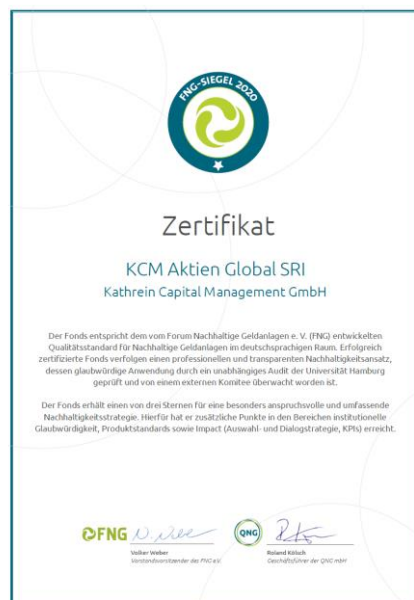 FNG-SIEGEL 2020
Zertifikat
KCM Aktien Global SRI
Kathrein Capital Management GmbH
Der Fonds entspricht dem vom Forum Nachhaltige Geldanlagen e. V. (FNG) entwickelten
Qualitätsstandard für Nachhaltige Geldanlagen im deutschsprachigen Raum. Erfolgreich
zertifizierte Fonds verfolgen einen professionellen und transparenten Nachhaltigkeitsansatz,
dessen glaubwürdige Anwendung durch ein unabhängiges Audit der Universität Hamburg
geprüft und von einem externen Komitee überwacht worden ist.
Der Fonds erhält einen von drei Sternen für eine besonders anspruchsvolle und umfassende
Nachhaltigkeitsstrategie. Hierfür hat er zusätzliche Punkte in den Bereichen institutionelle
Glaubwürdigkeit, Produktstandards sowie Impact (Auswahl- und Dialogstrategie, KPIs) erreicht.
FNG
QNG
Volker Weber
Vorstandsvorsitzender des FNG e.V.
Roland Kölsch
Geschäftsführer der QNG mbH